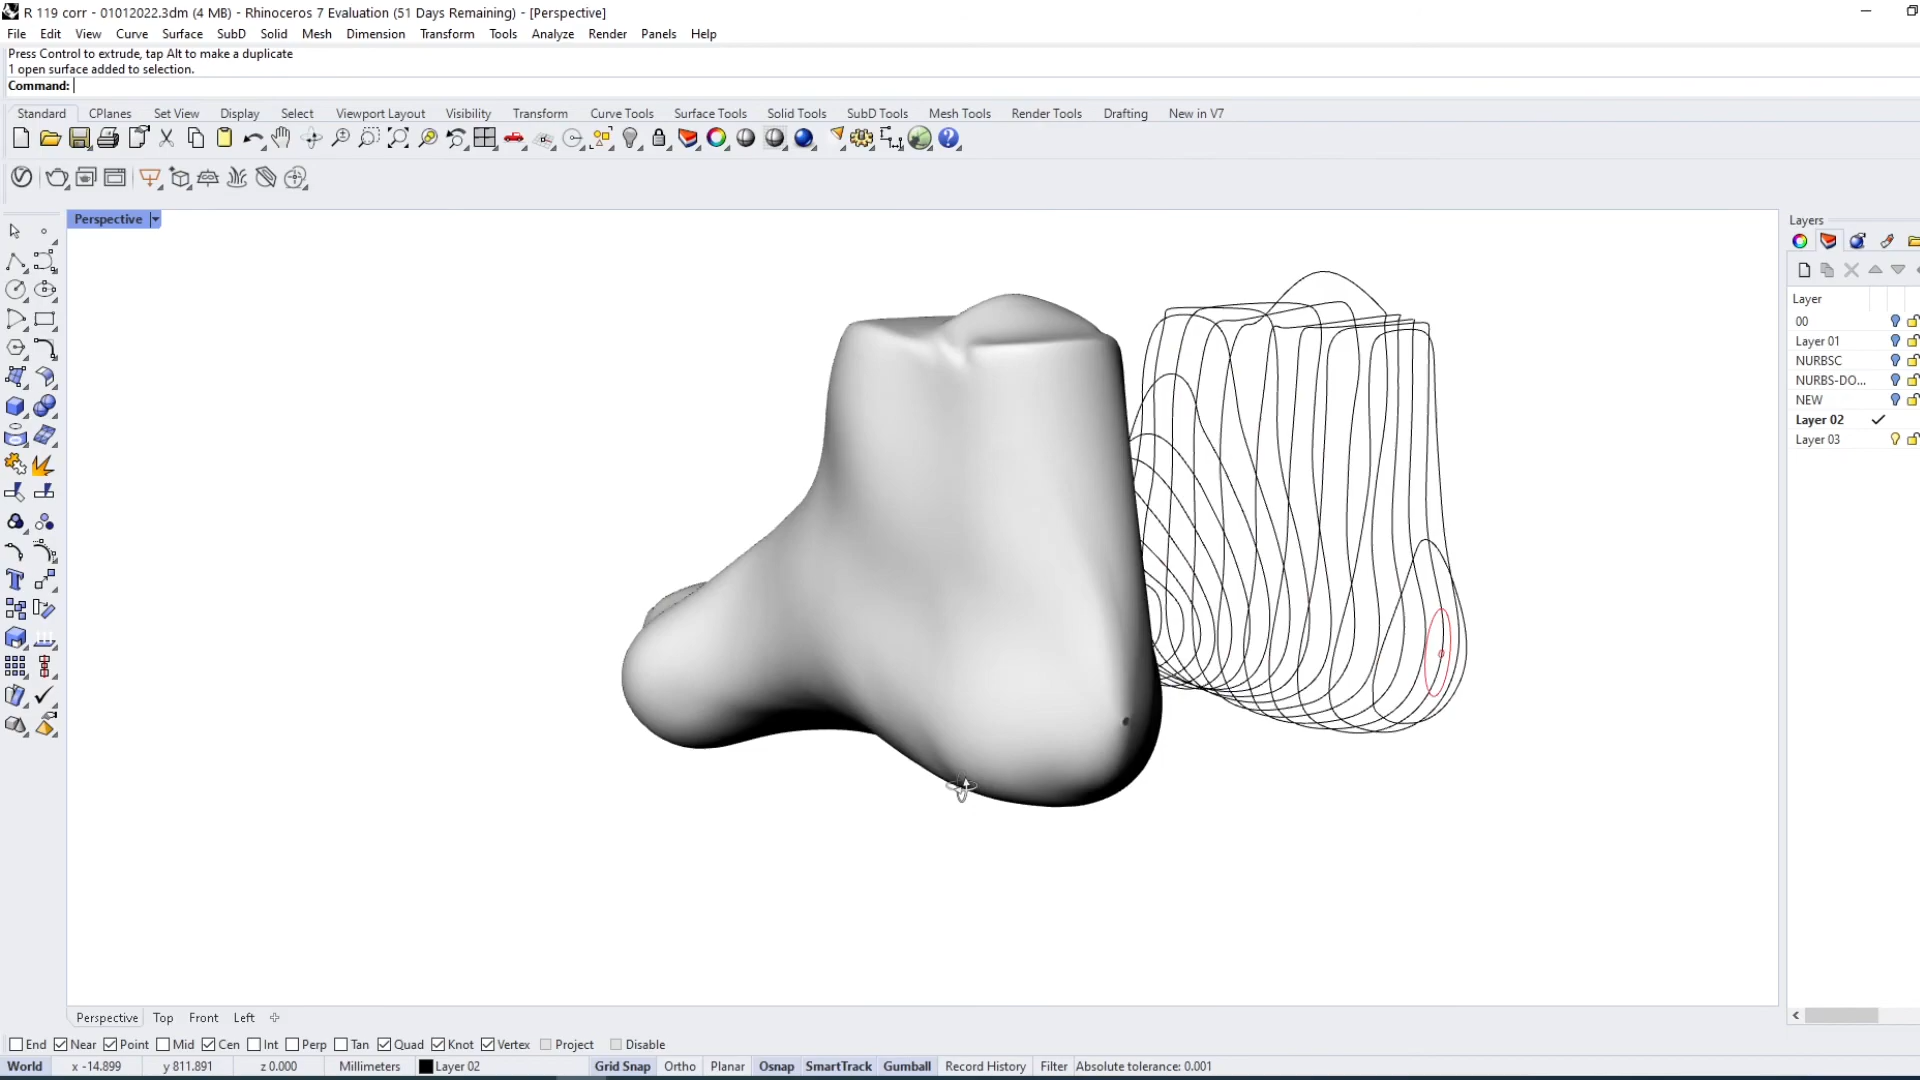 R 119 corr - 01012022.3dm (4 MB) - Rhinoceros 7 Evaluation (51 Days Remaining) - [Perspective]
File Edit View Curve Surface SubD Solid Mesh Dimension Transform Tools Analyze Render Panels Help
Press Control to extrude, tap Alt to make a duplicate
1 open surface added to selection.
Command:
Standard CPlanes Set View Display Select Viewport Layout Visibility Transform Curve Tools Surface Tools Solid Tools SubD Tools Mesh Tools Render Tools Drafting New in V7
Perspective
Layers
Layer
00
Layer 01
NURBSC
NURBS-DO...
NEW
Layer 02
Layer 03
Perspective Top Front Left
End Near Point Mid Cen Int Perp Tan Quad Knot Vertex Project Disable
World x -14.899 y 811.891 z 0.000 Millimeters Layer 02 Grid Snap Ortho Planar Osnap SmartTrack Gumball Record History Filter Absolute tolerance: 0.001